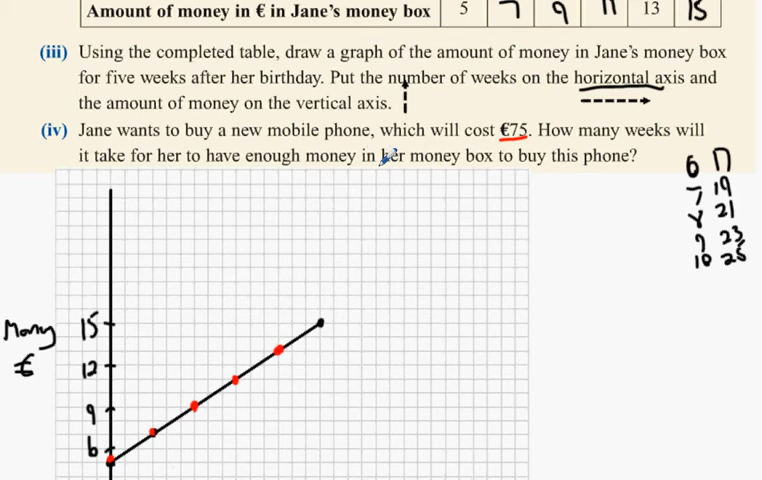 Amount of money in € in Jane's money box 5 7 9 11 13 15
(iii) Using the completed table, draw a graph of the amount of money in Jane's money box
for five weeks after her birthday. Put the number of weeks on the horizontal axis and
the amount of money on the vertical axis.
(iv) Jane wants to buy a new mobile phone, which will cost €75. How many weeks will
it take for her to have enough money in her money box to buy this phone?
6 17
7 19
8 21
9 23
10 25
15
Money
€
12
9
6